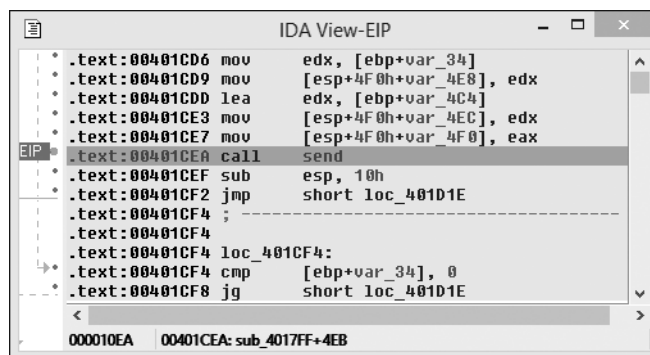 IDA View-EIP
.text:00401CD6 mov edx, [ebp+var_34]
.text:00401CD9 mov [esp+4F0h+var_4E8], edx
.text:00401CDD lea edx, [ebp+var_4C4]
.text:00401CE3 mov [esp+4F0h+var_4EC], edx
.text:00401CE7 mov [esp+4F0h+var_4F0], eax
EIP .text:00401CEA call send
.text:00401CEF sub esp, 10h
.text:00401CF2 jmp short loc_401D1E
.text:00401CF4 ; ---------------------------------------
.text:00401CF4
.text:00401CF4 loc_401CF4:
.text:00401CF4 cmp [ebp+var_34], 0
.text:00401CF8 jg short loc_401D1E
000010EA 00401CEA: sub_4017FF+4EB